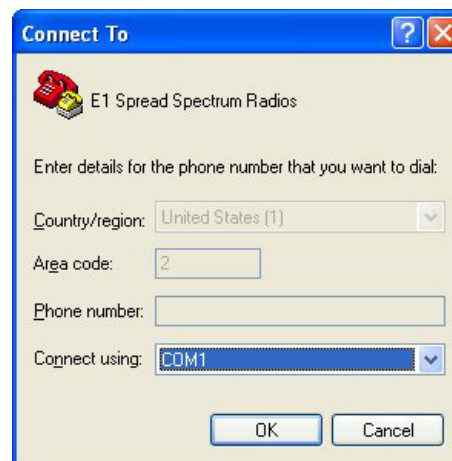 Connect To
E1 Spread Spectrum Radios
Enter details for the phone number that you want to dial:
Country/region: United States (1)
Area code: 2
Phone number:
Connect using: COM1
OK Cancel